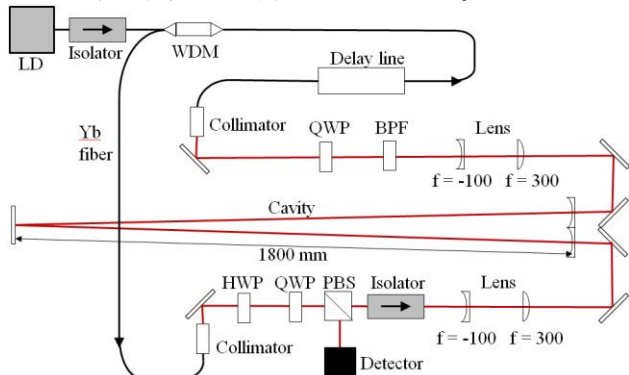 LD
Isolator
WDM
Delay line
Yb
fiber
Collimator
QWP
BPF
Lens
f = -100
f = 300
Cavity
1800 mm
HWP
QWP
PBS
Isolator
Lens
Collimator
Detector
f = -100
f = 300